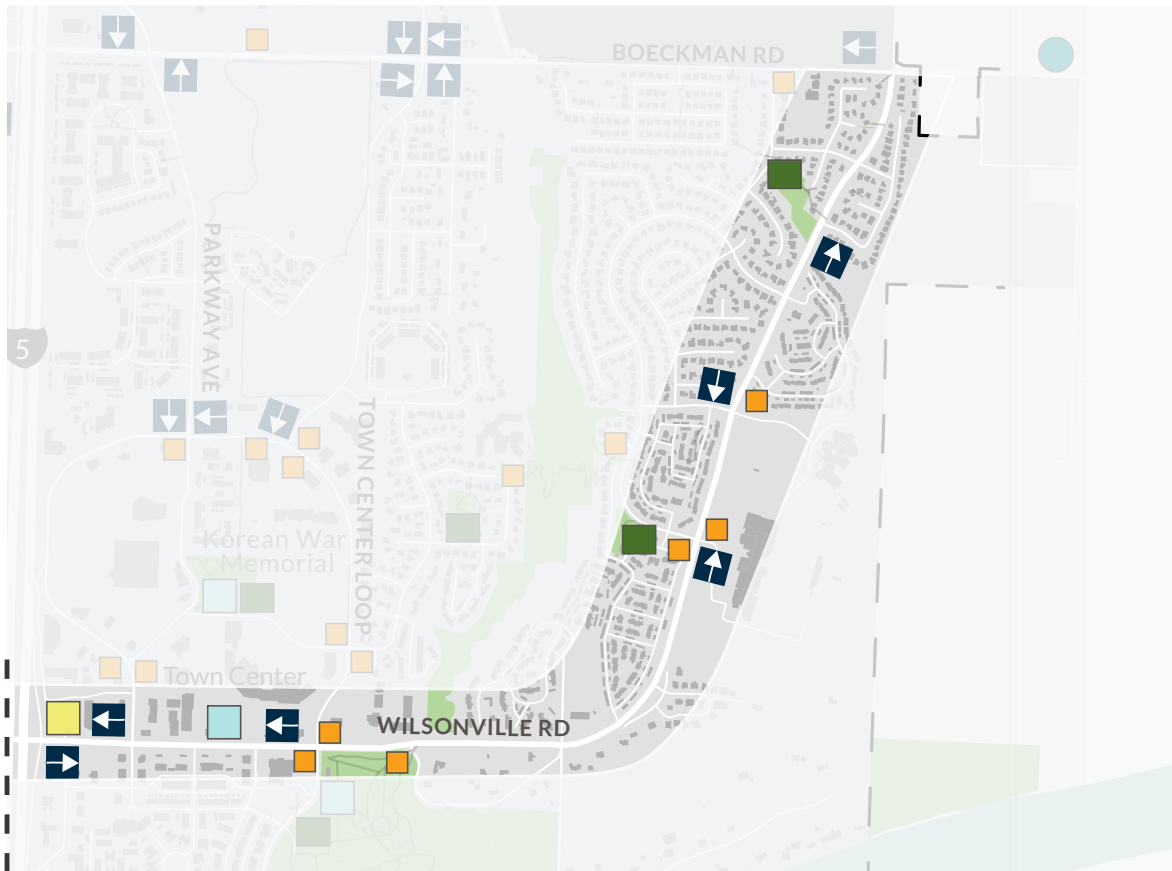 BOECKMAN RD
PARKWAY AVE
5
TOWN CENTER LOOP
Korean War
Memorial
Town Center
WILSONVILLE RD